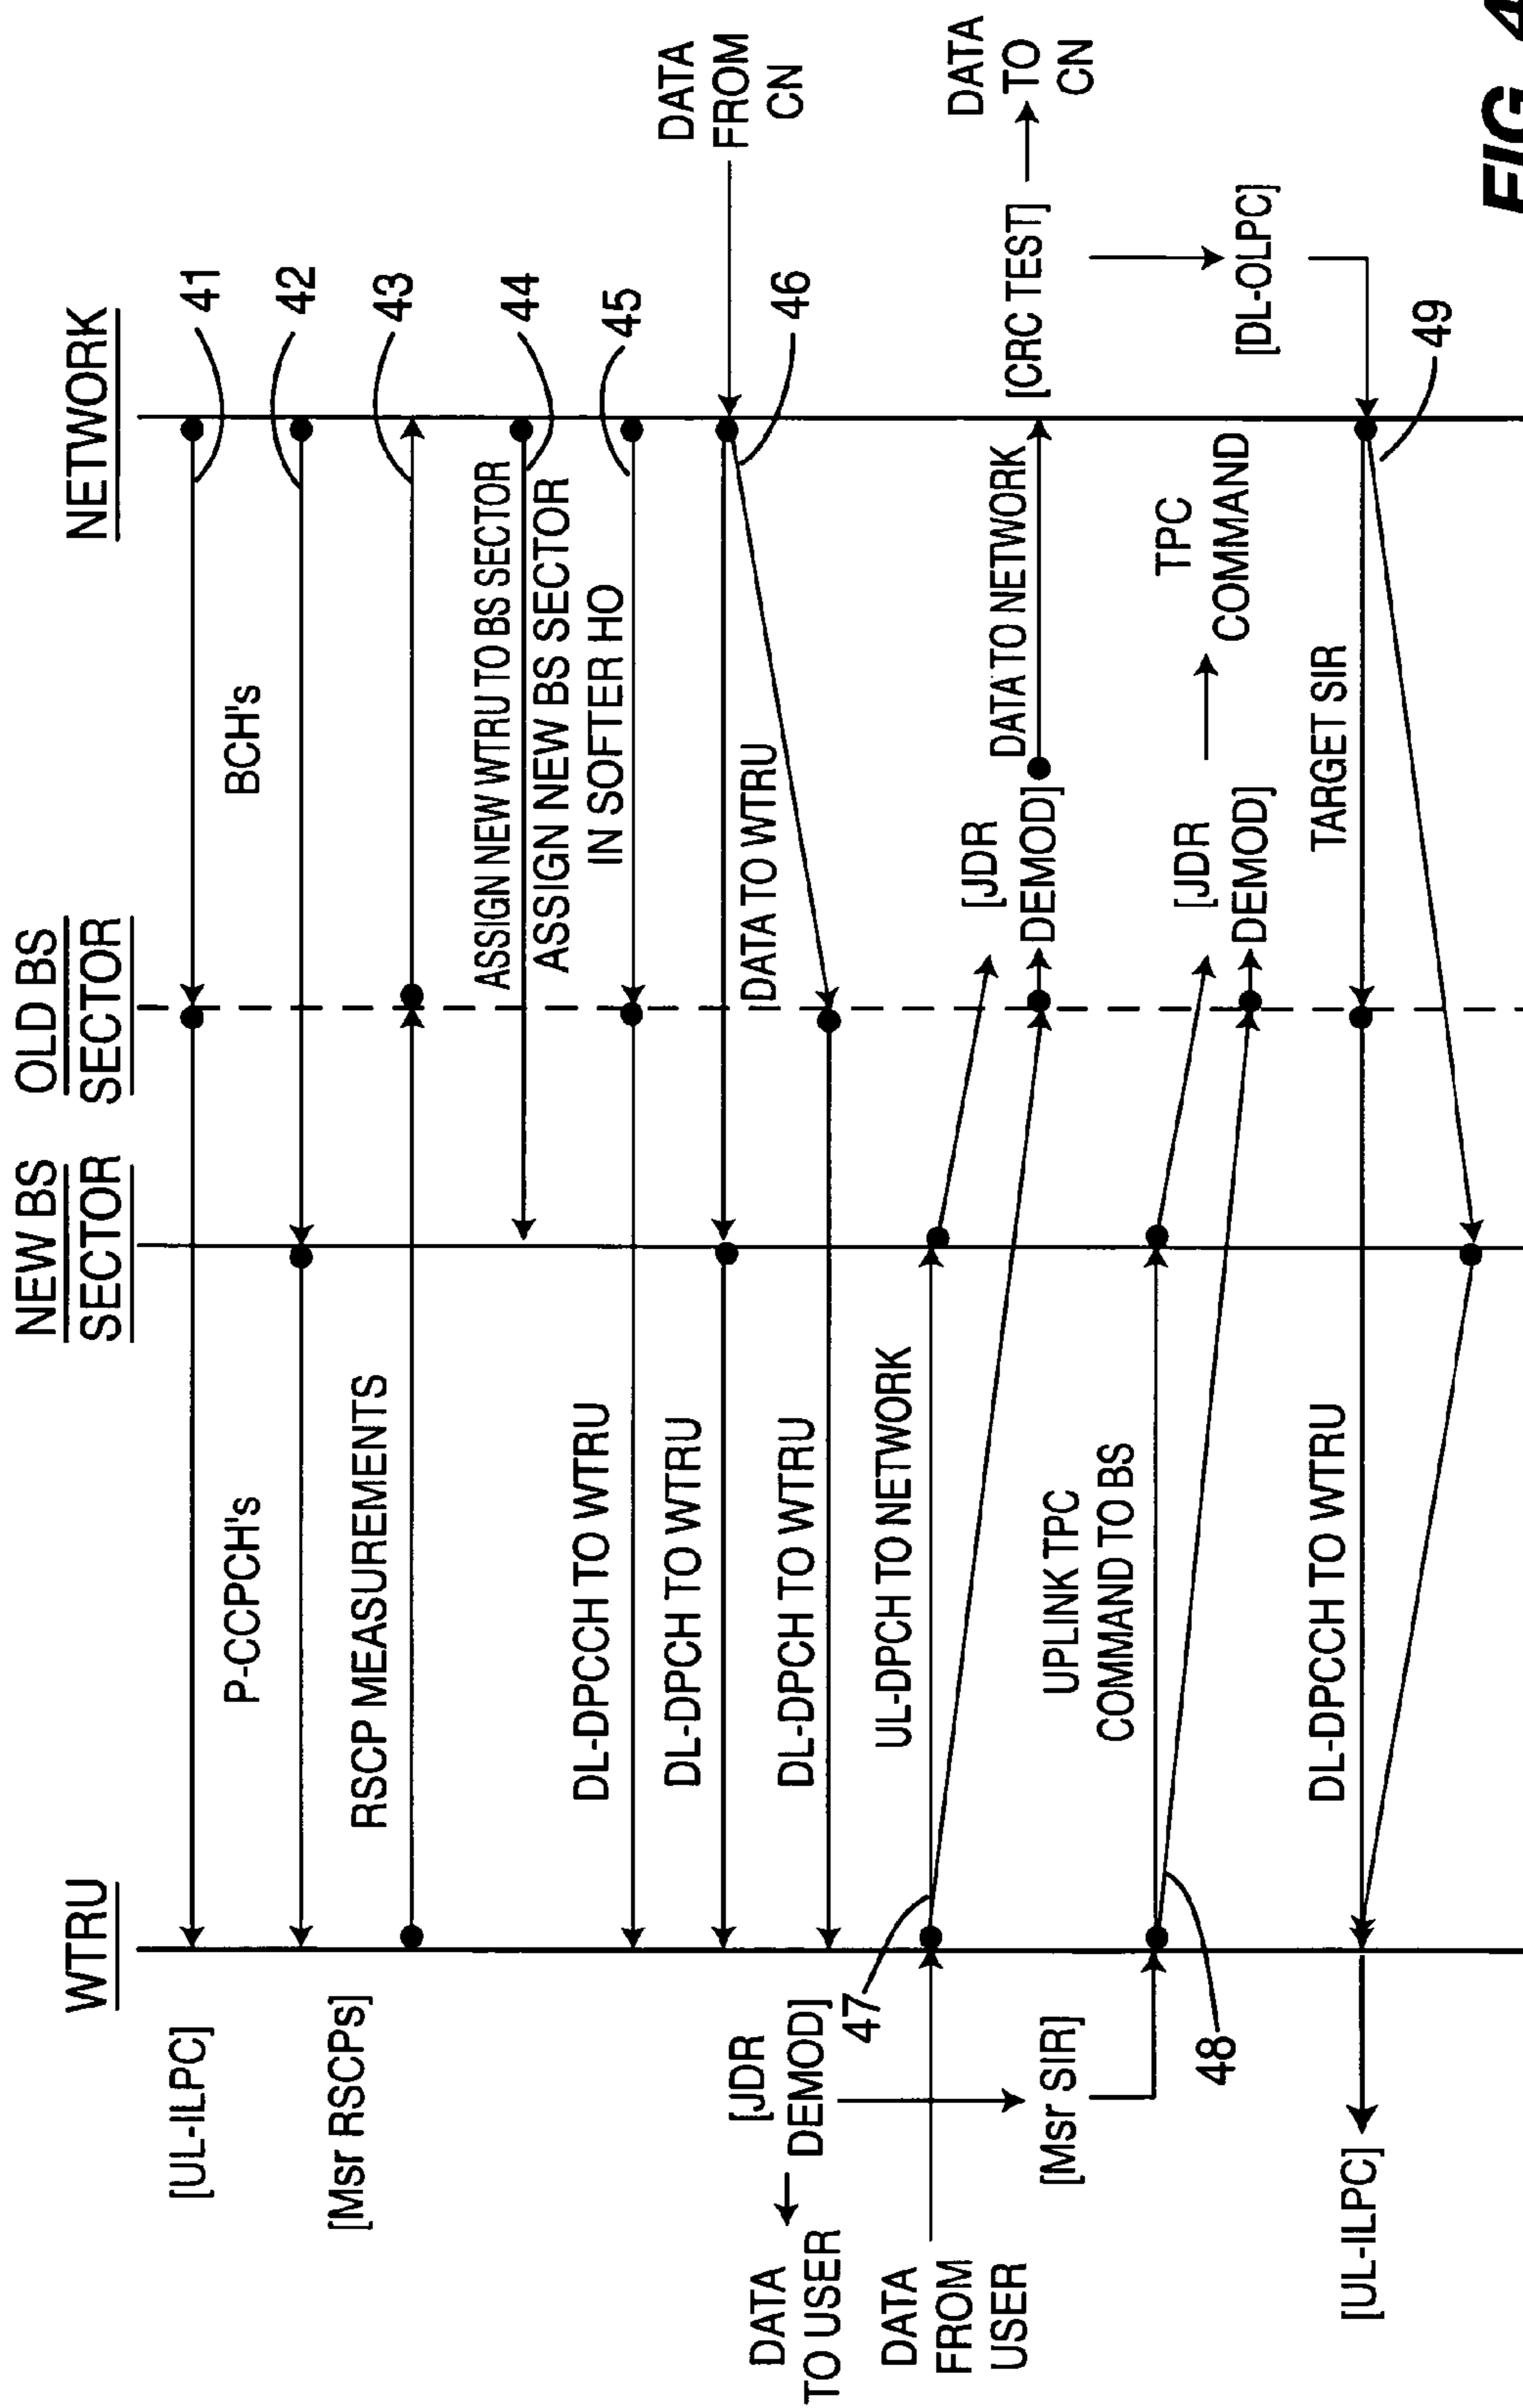 WTRU
NEW BS
SECTOR
OLD BS
SECTOR
NETWORK
[UL-ILPC]
41
P-CCPCH's
BCH's
42
[Msr RSCPs]
RSCP MEASUREMENTS
43
ASSIGN NEW WTRU TO BS SECTOR
44
ASSIGN NEW BS SECTOR
IN SOFTER HO
DL-DPCCH TO WTRU
45
DL-DPCH TO WTRU
DATA
FROM
CN
DATA TO WTRU
46
[JDR
DEMOD]
DL-DPCH TO WTRU
DATA
TO USER
47
DATA
FROM
USER
UL-DPCH TO NETWORK
[JDR
DEMOD]
DATA TO NETWORK
[CRC TEST]
DATA
TO
CN
[Msr SIR]
UPLINK TPC
COMMAND TO BS
48
[JDR
DEMOD]
TPC
COMMAND
[DL-OLPC]
[UL-ILPC]
DL-DPCCH TO WTRU
TARGET SIR
49
FIG. 4